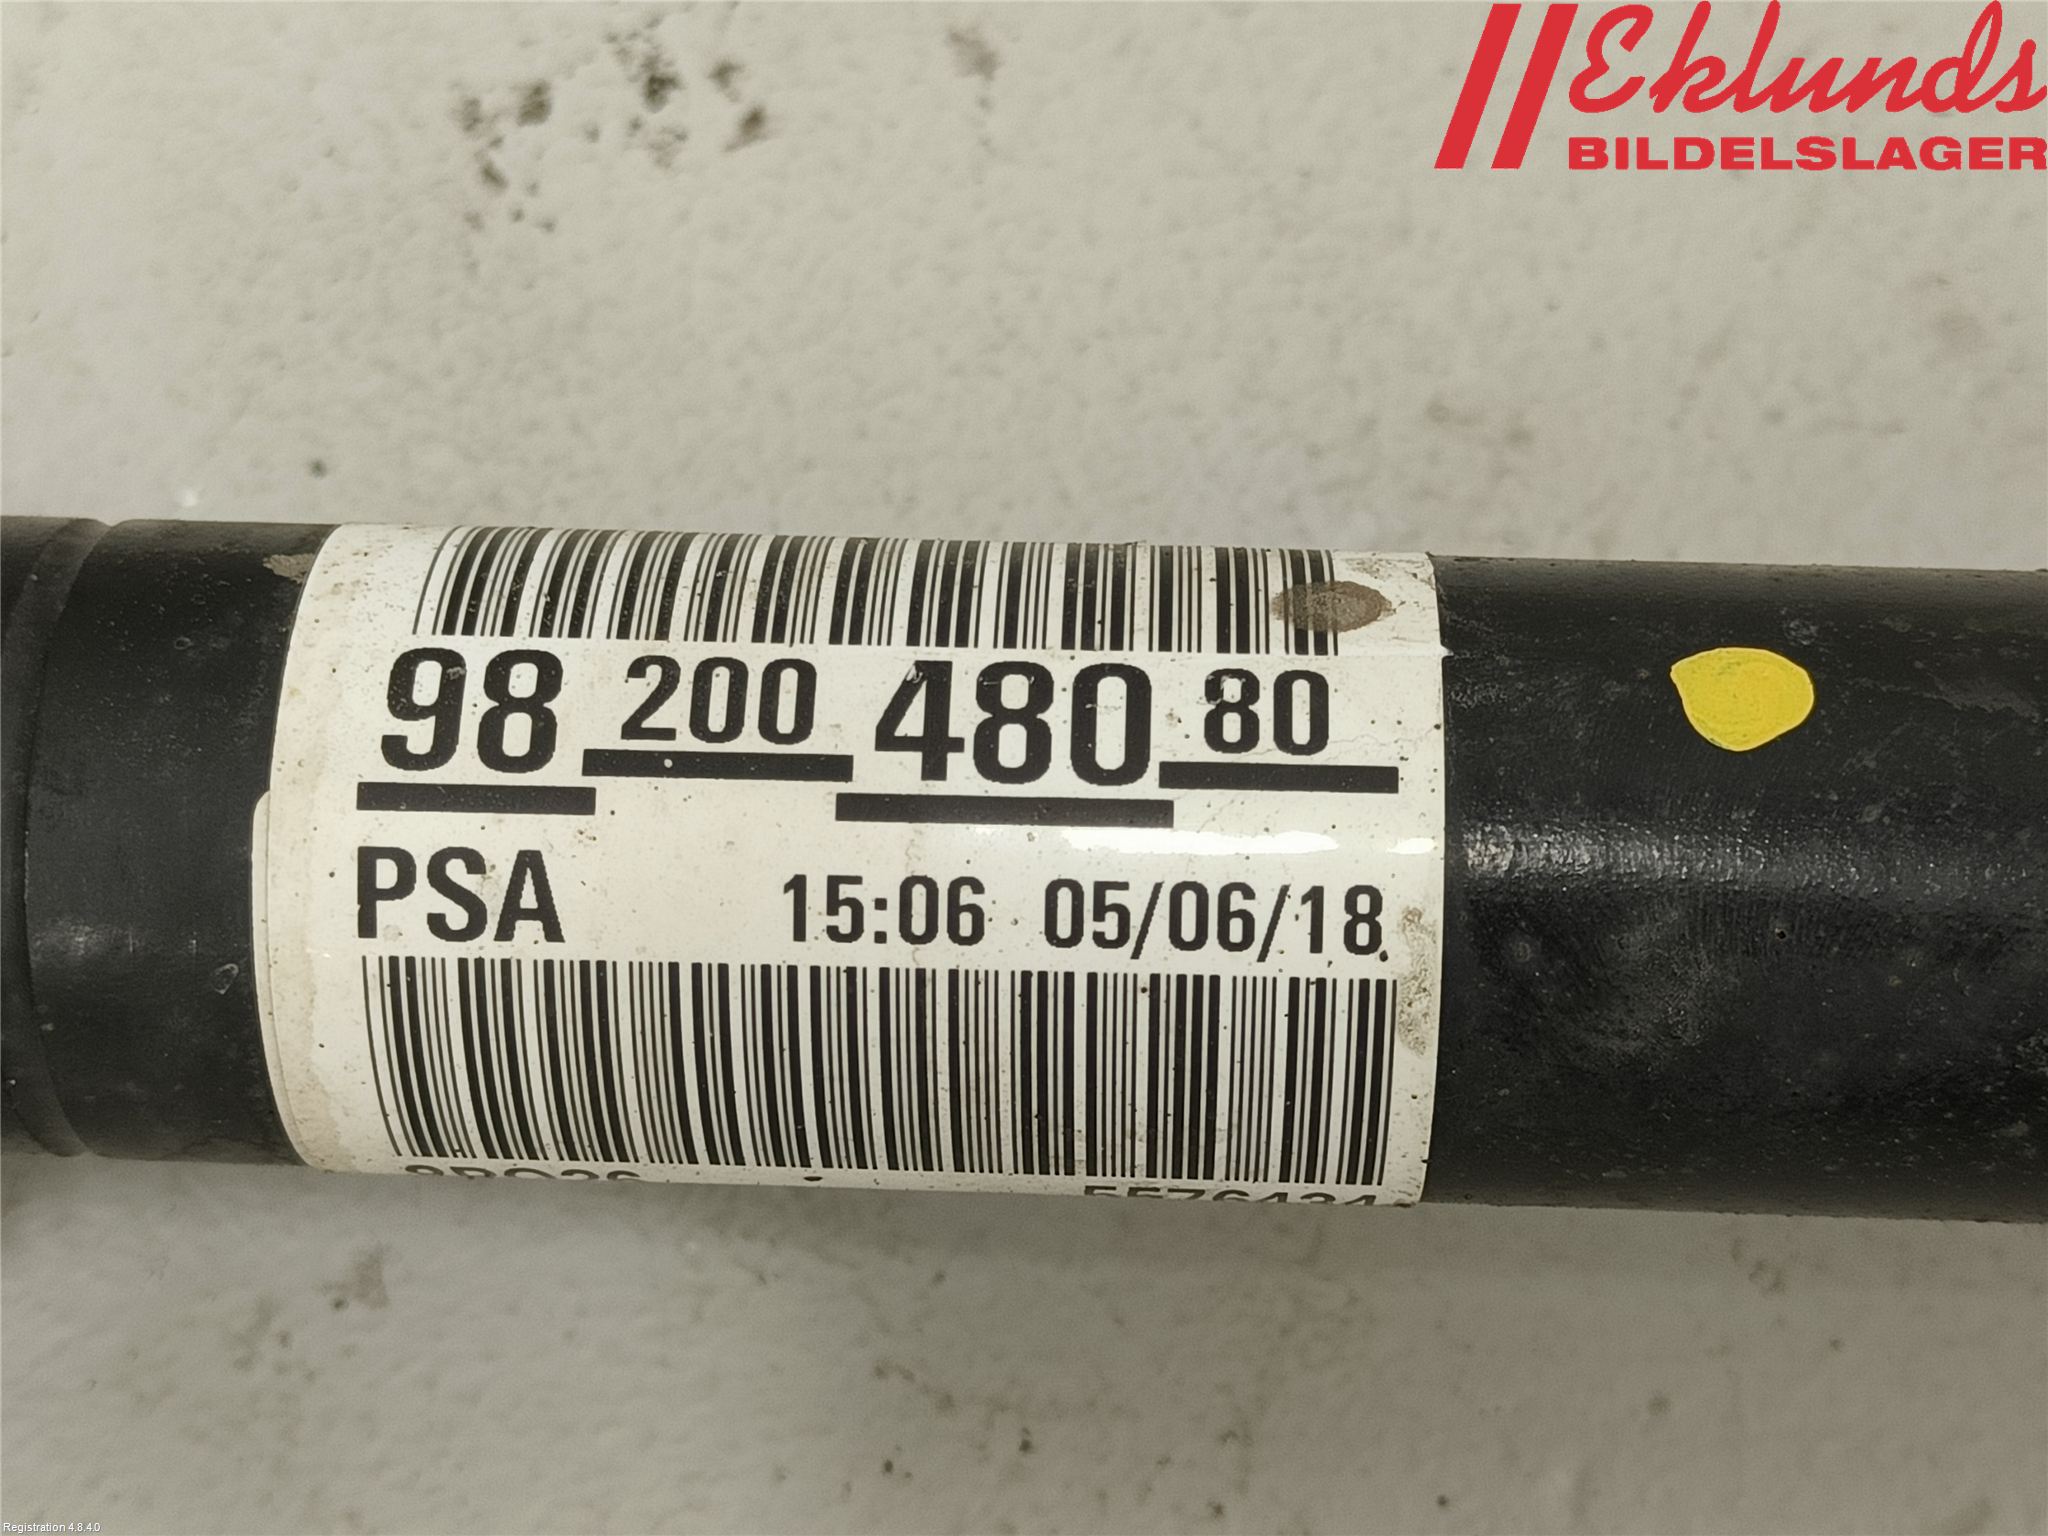 Eklunds
BILDELSLAGER
98 200 480 80
PSA 15:06 05/06/18
Registration 4.8.4.0